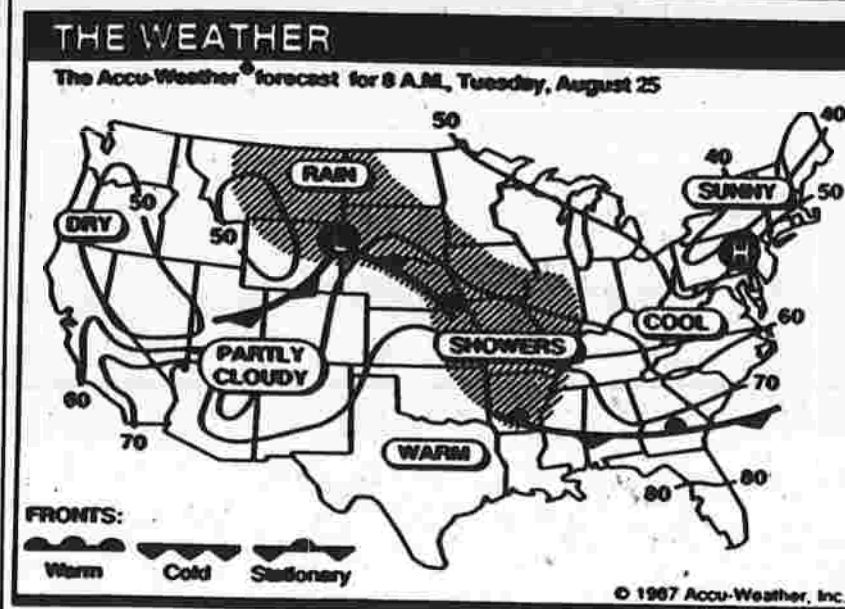 THE WEATHER
The Accu-Weather® forecast for 8 A.M., Tuesday, August 25
50
40
40
RAIN
SUNNY
50
50
DRY
50
L
H
COOL
60
SHOWERS
PARTLY
CLOUDY
60
70
70
WARM
80
80
FRONTS:
Warm
Cold
Stationary
© 1987 Accu-Weather, Inc.